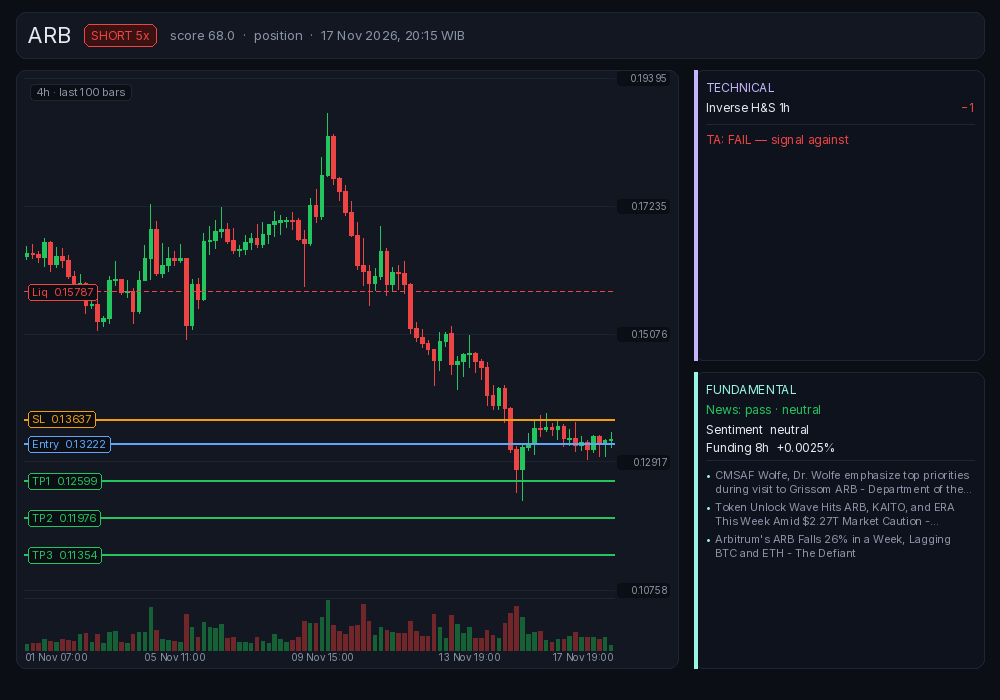 ARB SHORT 5x score 68.0 · position · 17 Nov 2026, 20:15 WIB
4h · last 100 bars
0.19395
0.17235
Liq 0.15787
0.15076
SL 0.13637
Entry 0.13222
0.12917
TP1 0.12599
TP2 0.11976
TP3 0.11354
0.10758
01 Nov 07:00 05 Nov 11:00 09 Nov 15:00 13 Nov 19:00 17 Nov 19:00
TECHNICAL
Inverse H&S 1h −1
TA: FAIL — signal against
FUNDAMENTAL
News: pass · neutral
Sentiment neutral
Funding 8h +0.0025%
• CMSAF Wolfe, Dr. Wolfe emphasize top priorities
during visit to Grissom ARB - Department of the…
• Token Unlock Wave Hits ARB, KAITO, and ERA
This Week Amid $2.27T Market Caution -…
• Arbitrum's ARB Falls 26% in a Week, Lagging
BTC and ETH - The Defiant